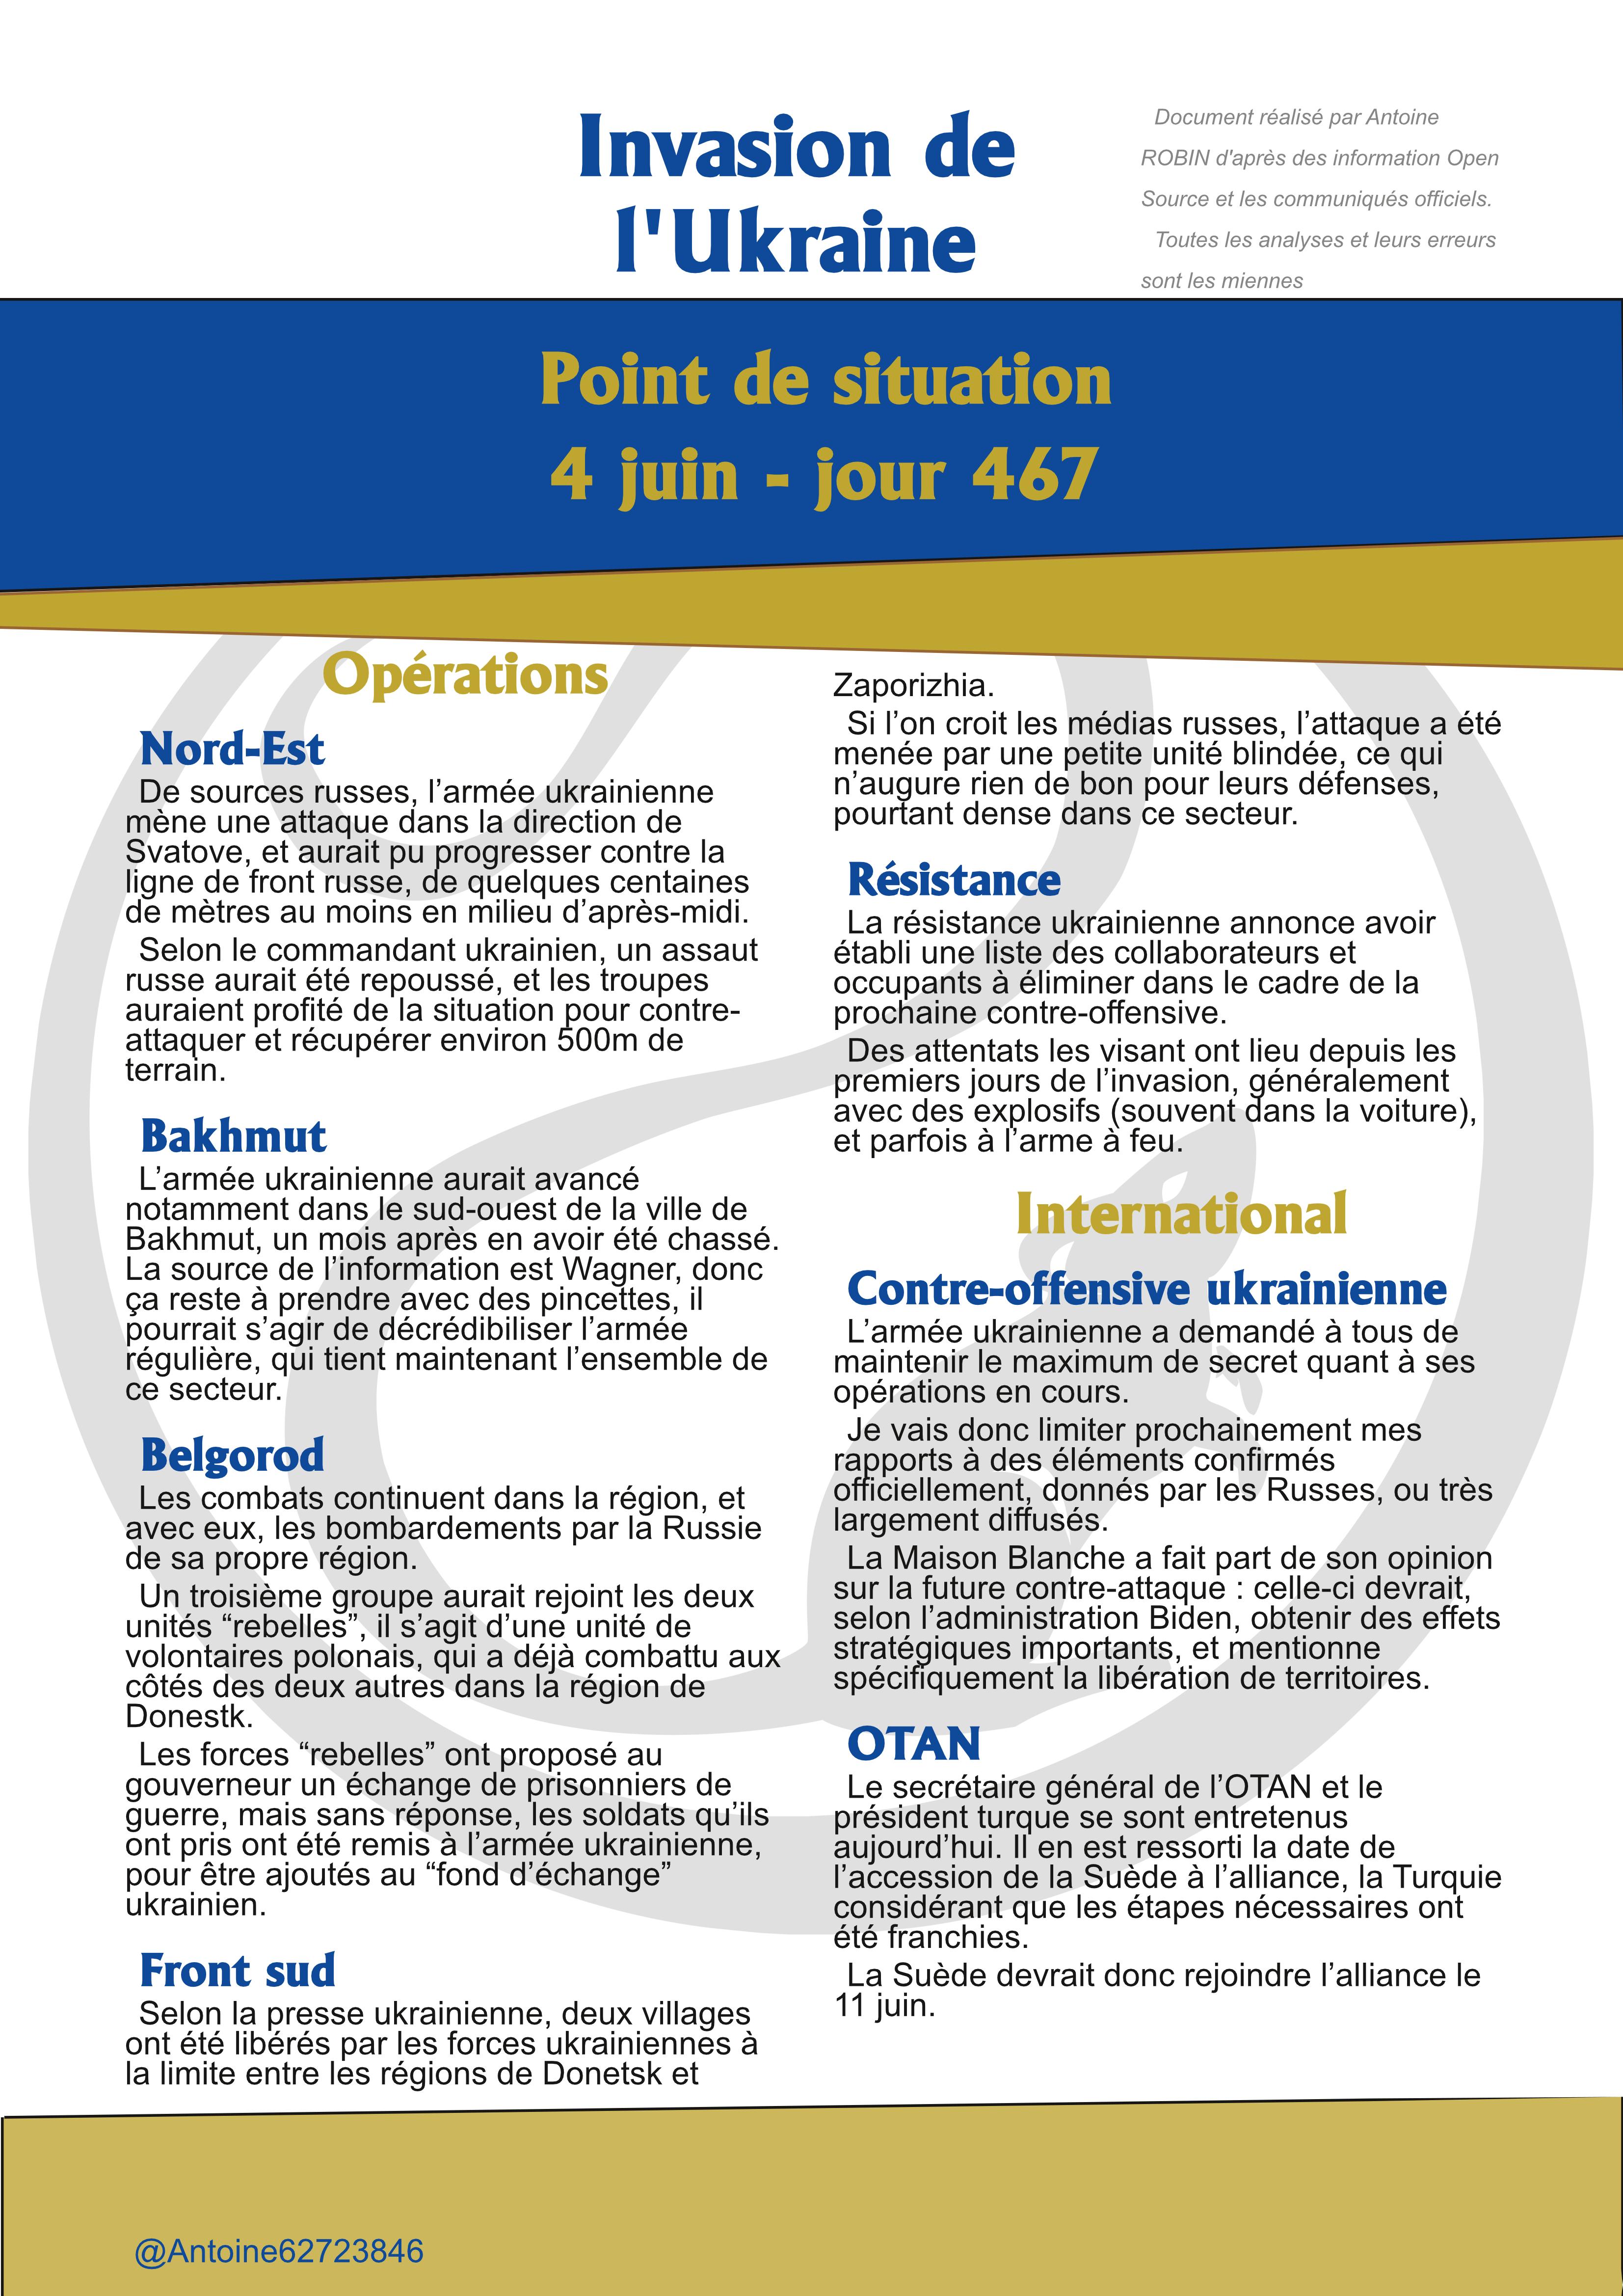 Invasion de
l'Ukraine
Document réalisé par Antoine
ROBIN d'après des information Open
Source et les communiqués officiels.
Toutes les analyses et leurs erreurs
sont les miennes
Point de situation
4 juin - jour 467
Opérations
Nord-Est
De sources russes, l’armée ukrainienne
mène une attaque dans la direction de
Svatove, et aurait pu progresser contre la
ligne de front russe, de quelques centaines
de mètres au moins en milieu d’après-midi.
Selon le commandant ukrainien, un assaut
russe aurait été repoussé, et les troupes
auraient profité de la situation pour contre-
attaquer et récupérer environ 500m de
terrain.
Bakhmut
L’armée ukrainienne aurait avancé
notamment dans le sud-ouest de la ville de
Bakhmut, un mois après en avoir été chassé.
La source de l’information est Wagner, donc
ça reste à prendre avec des pincettes, il
pourrait s’agir de décrédibiliser l’armée
régulière, qui tient maintenant l’ensemble de
ce secteur.
Belgorod
Les combats continuent dans la région, et
avec eux, les bombardements par la Russie
de sa propre région.
Un troisième groupe aurait rejoint les deux
unités “rebelles”, il s’agit d’une unité de
volontaires polonais, qui a déjà combattu aux
côtés des deux autres dans la région de
Donestk.
Les forces “rebelles” ont proposé au
gouverneur un échange de prisonniers de
guerre, mais sans réponse, les soldats qu’ils
ont pris ont été remis à l’armée ukrainienne,
pour être ajoutés au “fond d’échange”
ukrainien.
Front sud
Selon la presse ukrainienne, deux villages
ont été libérés par les forces ukrainiennes à
la limite entre les régions de Donetsk et
Zaporizhia.
Si l’on croit les médias russes, l’attaque a été
menée par une petite unité blindée, ce qui
n’augure rien de bon pour leurs défenses,
pourtant dense dans ce secteur.
Résistance
La résistance ukrainienne annonce avoir
établi une liste des collaborateurs et
occupants à éliminer dans le cadre de la
prochaine contre-offensive.
Des attentats les visant ont lieu depuis les
premiers jours de l’invasion, généralement
avec des explosifs (souvent dans la voiture),
et parfois à l’arme à feu.
International
Contre-offensive ukrainienne
L’armée ukrainienne a demandé à tous de
maintenir le maximum de secret quant à ses
opérations en cours.
Je vais donc limiter prochainement mes
rapports à des éléments confirmés
officiellement, donnés par les Russes, ou très
largement diffusés.
La Maison Blanche a fait part de son opinion
sur la future contre-attaque : celle-ci devrait,
selon l’administration Biden, obtenir des effets
stratégiques importants, et mentionne
spécifiquement la libération de territoires.
OTAN
Le secrétaire général de l’OTAN et le
président turque se sont entretenus
aujourd’hui. Il en est ressorti la date de
l’accession de la Suède à l’alliance, la Turquie
considérant que les étapes nécessaires ont
été franchies.
La Suède devrait donc rejoindre l’alliance le
11 juin.
@Antoine62723846